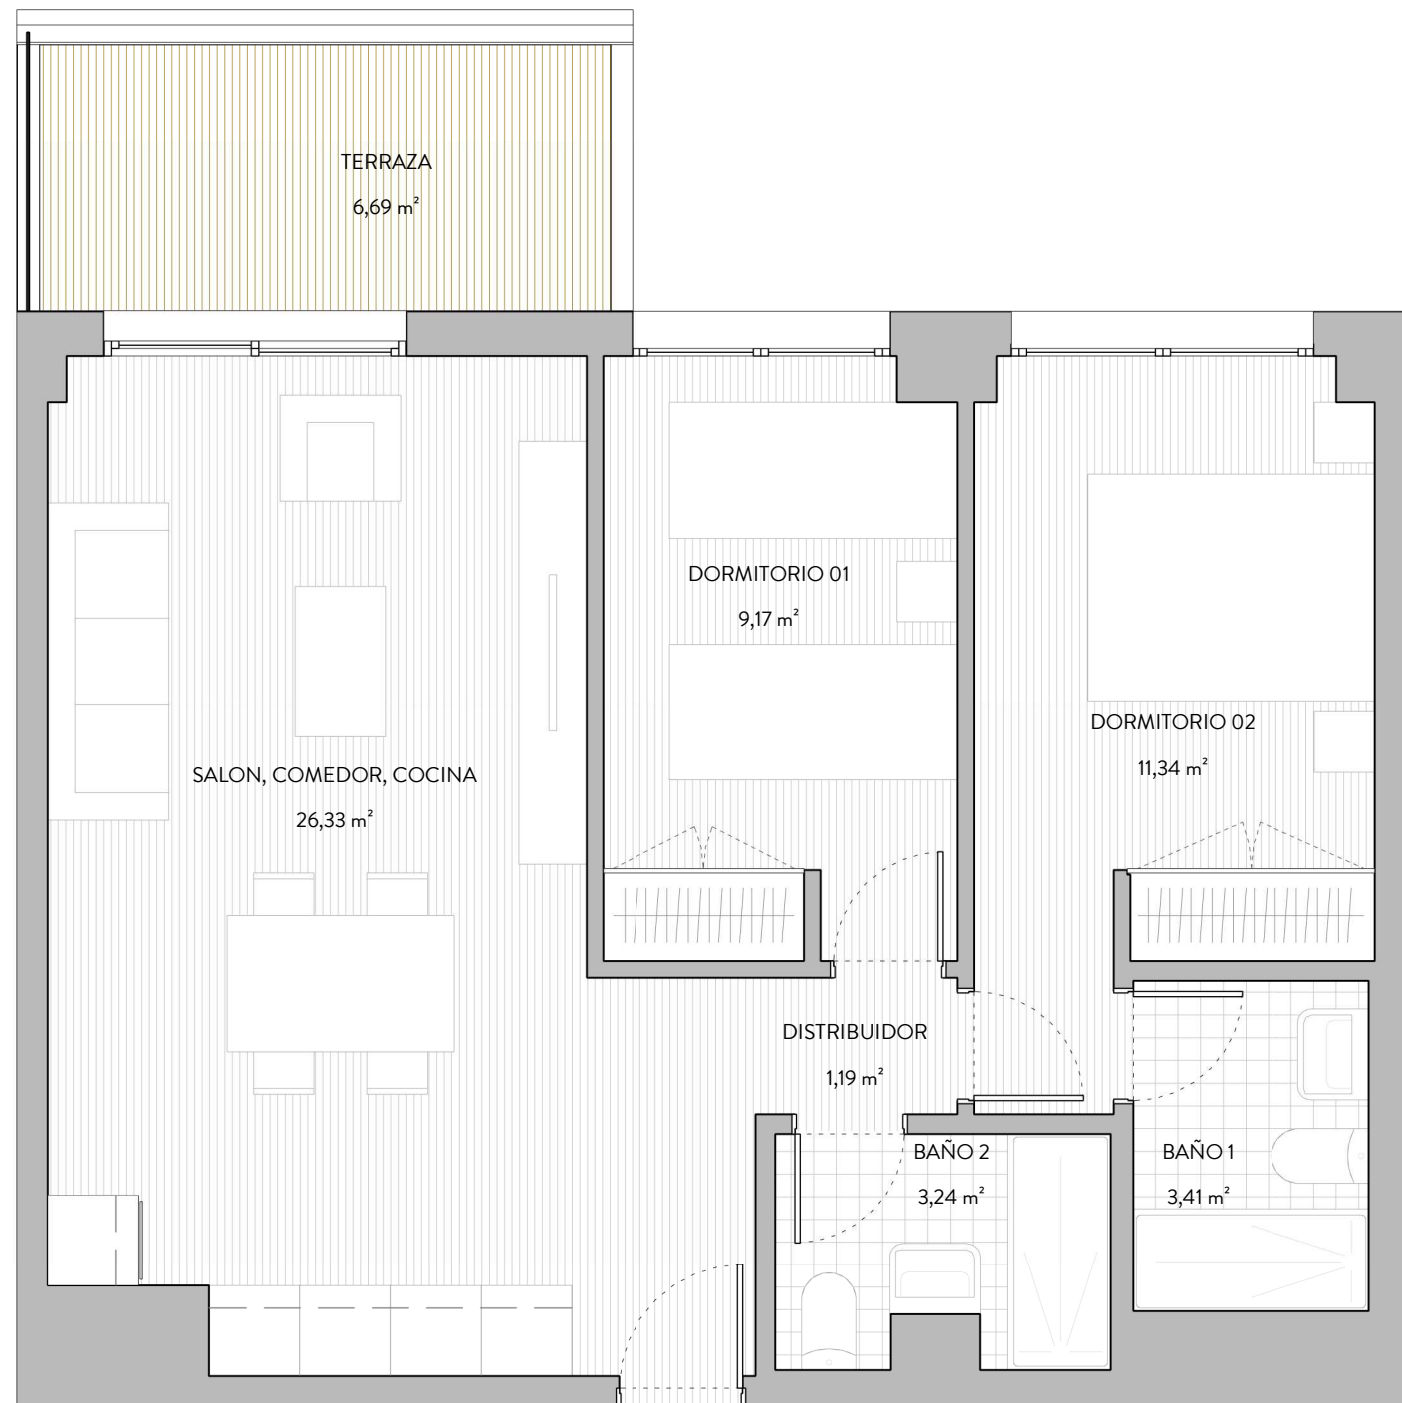 TERRAZA
6,69 m²
DORMITORIO 01
9,17 m²
DORMITORIO 02
11,34 m²
SALON, COMEDOR, COCINA
26,33 m²
DISTRIBUIDOR
1,19 m²
BAÑO 2
3,24 m²
BAÑO 1
3,41 m²